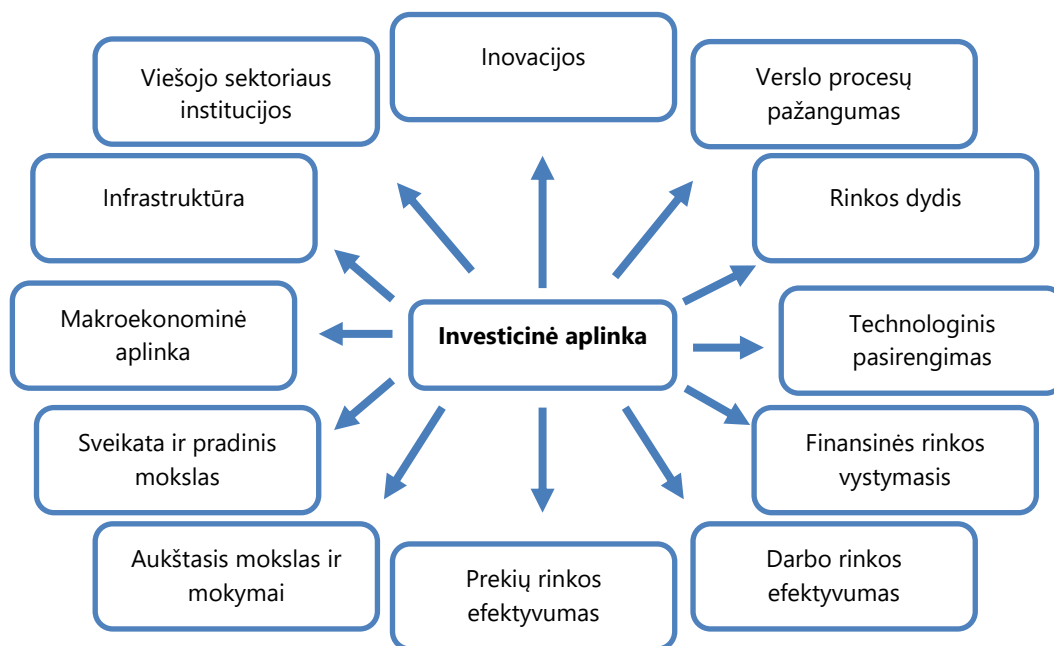 Inovacijos
Viešojo sektoriaus
institucijos
Verslo procesų
pažangumas
Infrastruktūra
Rinkos dydis
Makroekonominė
aplinka
Investicinė aplinka
Technologinis
pasirengimas
Sveikata ir pradinis
mokslas
Finansinės rinkos
vystymasis
Aukštasis mokslas ir
mokymai
Prekių rinkos
efektyvumas
Darbo rinkos
efektyvumas